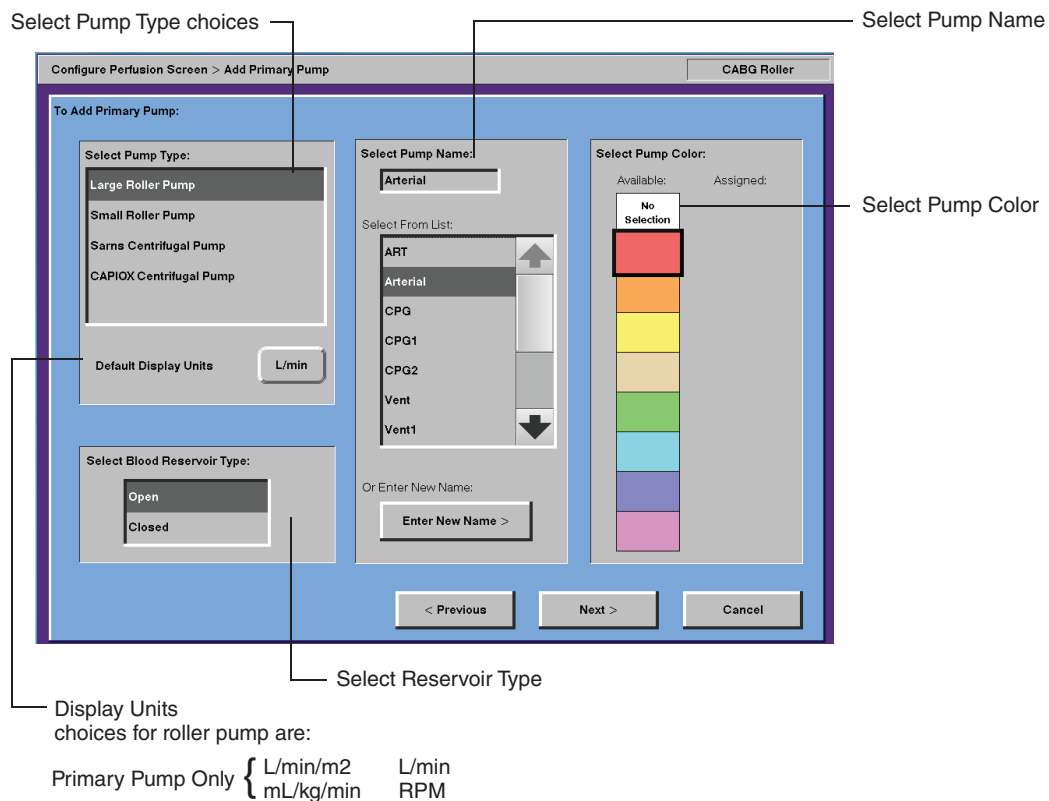 Select Pump Type choices
Select Pump Name
Configure Perfusion Screen > Add Primary Pump
CABG Roller
To Add Primary Pump:
Select Pump Type:
Large Roller Pump
Small Roller Pump
Sarns Centrifugal Pump
CAPIOX Centrifugal Pump
Default Display Units
L/min
Select Blood Reservoir Type:
Open
Closed
Select Pump Name:
Arterial
Select From List:
ART
Arterial
CPG
CPG1
CPG2
Vent
Vent1
Or Enter New Name:
Enter New Name >
Select Pump Color:
Available:
Assigned:
No
Selection
Select Pump Color
< Previous
Next >
Cancel
Select Reservoir Type
Display Units
choices for roller pump are:
Primary Pump Only { L/min/m2 L/min
mL/kg/min RPM